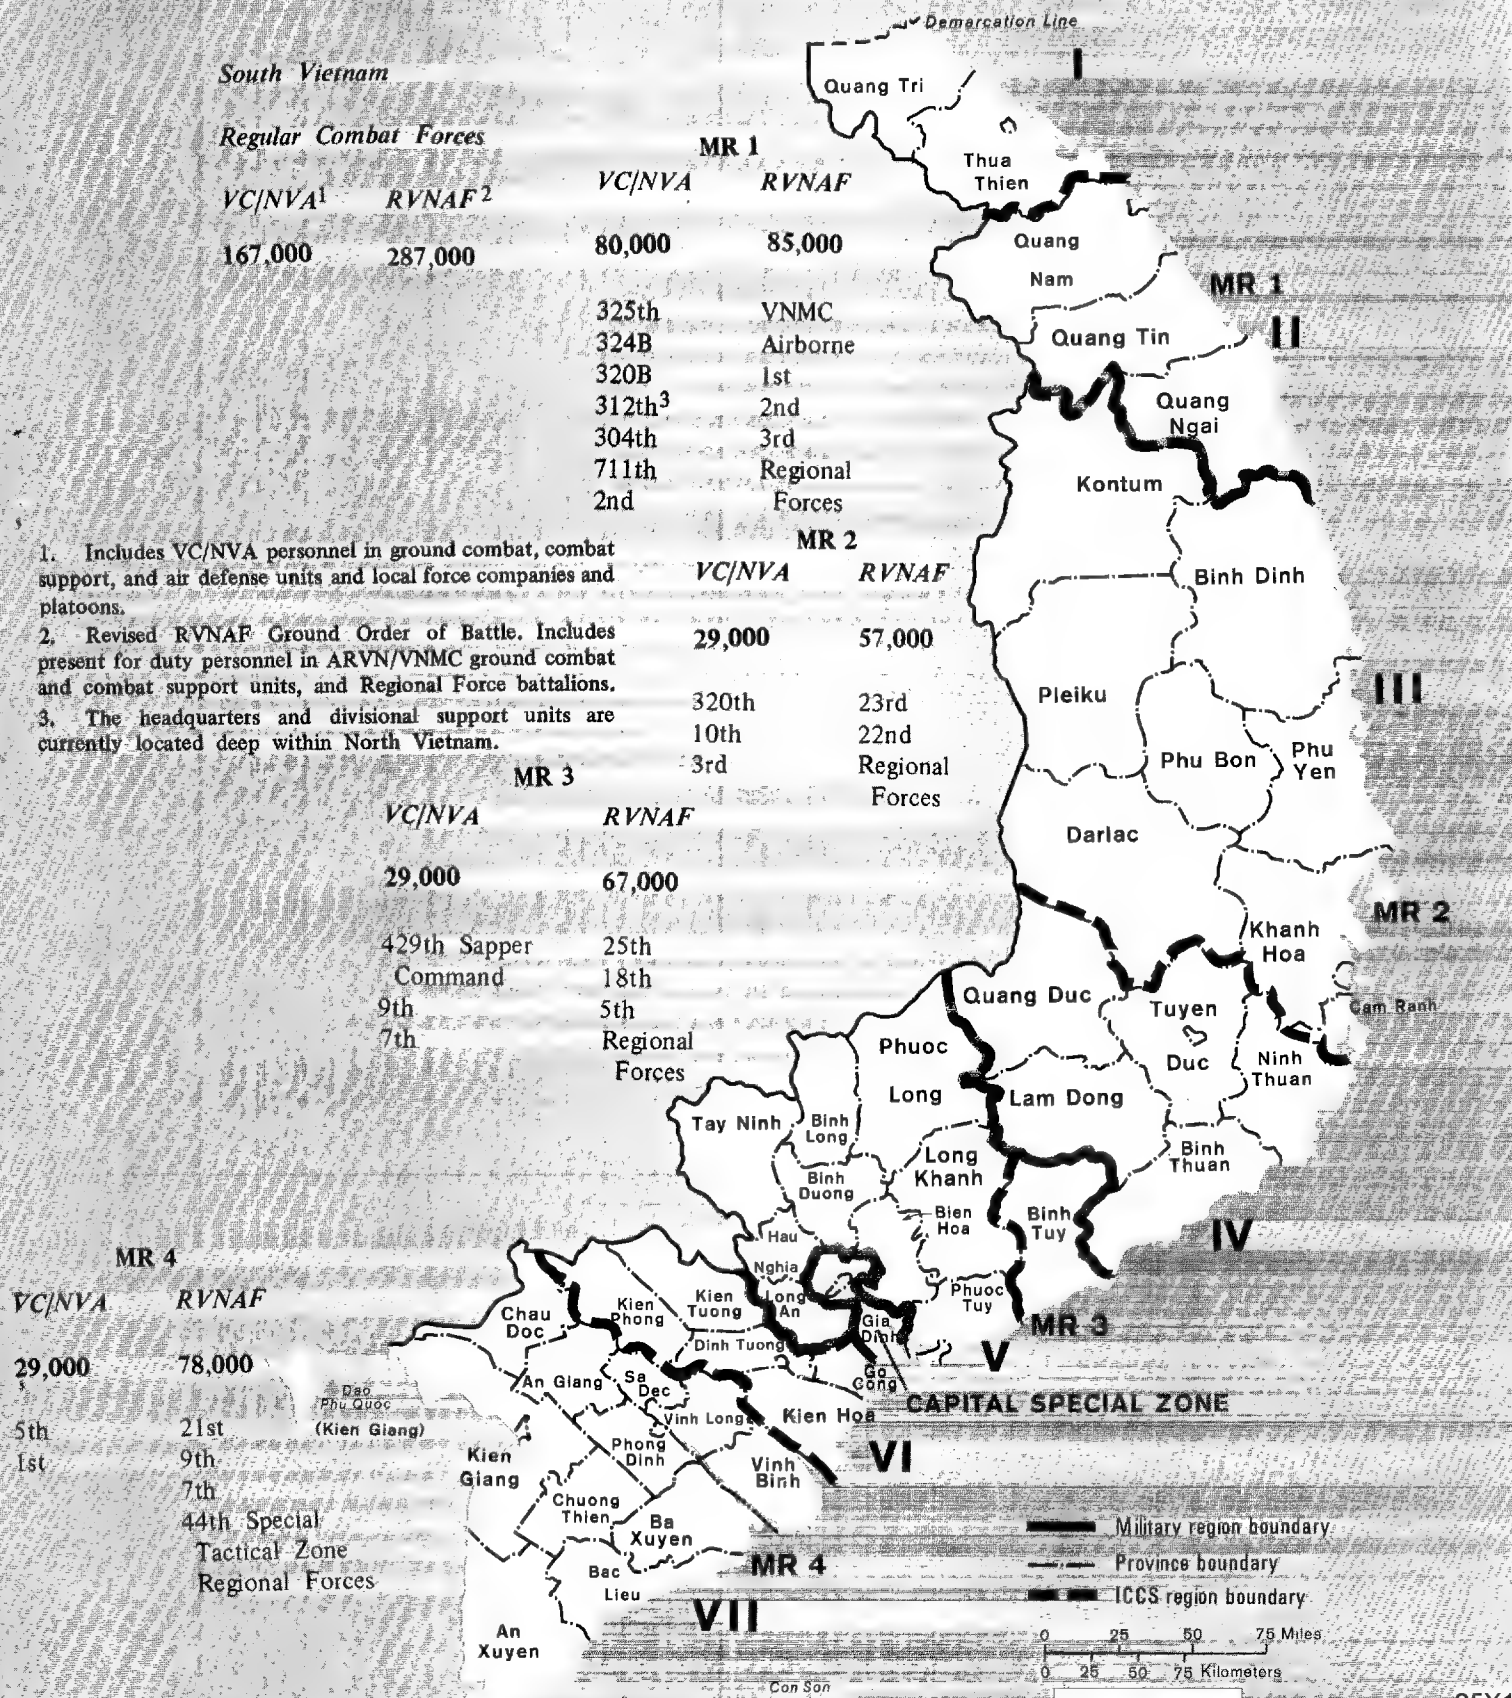 Demarcation Line
South Vietnam
Regular Combat Forces
VC/NVA1 RVNAF2
167,000 287,000
MR 1
VC/NVA RVNAF
80,000 85,000
325th VNMC
324B Airborne
320B 1st
312th3 2nd
304th 3rd
711th Regional
2nd Forces
1. Includes VC/NVA personnel in ground combat, combat
support, and air defense units and local force companies and
platoons.
2. Revised RVNAF Ground Order of Battle. Includes
present for duty personnel in ARVN/VNMC ground combat
and combat support units, and Regional Force battalions.
3. The headquarters and divisional support units are
currently located deep within North Vietnam.
MR 2
VC/NVA RVNAF
29,000 57,000
320th 23rd
10th 22nd
3rd Regional
Forces
MR 3
VC/NVA RVNAF
29,000 67,000
429th Sapper 25th
Command 18th
9th 5th
7th Regional
Forces
MR 4
VC/NVA RVNAF
29,000 78,000
5th 21st
1st 9th
7th
44th Special
Tactical Zone
Regional Forces
I
Quang Tri
Thua
Thien
Quang
Nam
MR 1
II
Quang Tin
Quang
Ngai
Kontum
Binh Dinh
III
Pleiku
Phu Bon
Phu
Yen
Darlac
MR 2
Khanh
Hoa
Cam Ranh
Quang Duc
Tuyen
Duc
Ninh
Thuan
Phuoc
Long
Lam Dong
Tay Ninh
Binh
Long
Long
Khanh
Binh
Thuan
Binh
Duong
Bien
Hoa
Binh
Tuy
IV
Hau
Nghia
Long
An
Phuoc
Tuy
Gia
Dinh
MR 3
V
Kien
Tuong
Kien
Phong
Chau
Doc
Dinh Tuong
Go
Cong
CAPITAL SPECIAL ZONE
An Giang
Sa
Dec
Dao
Phu Quoc
(Kien Giang)
Vinh Long
Kien Hoa
VI
Kien
Giang
Phong
Dinh
Vinh
Binh
Chuong
Thien
Ba
Xuyen
MR 4
Bac
Lieu
VII
An
Xuyen
Con Son
Military region boundary
Province boundary
ICCS region boundary
0 25 50 75 Miles
0 25 50 75 Kilometers